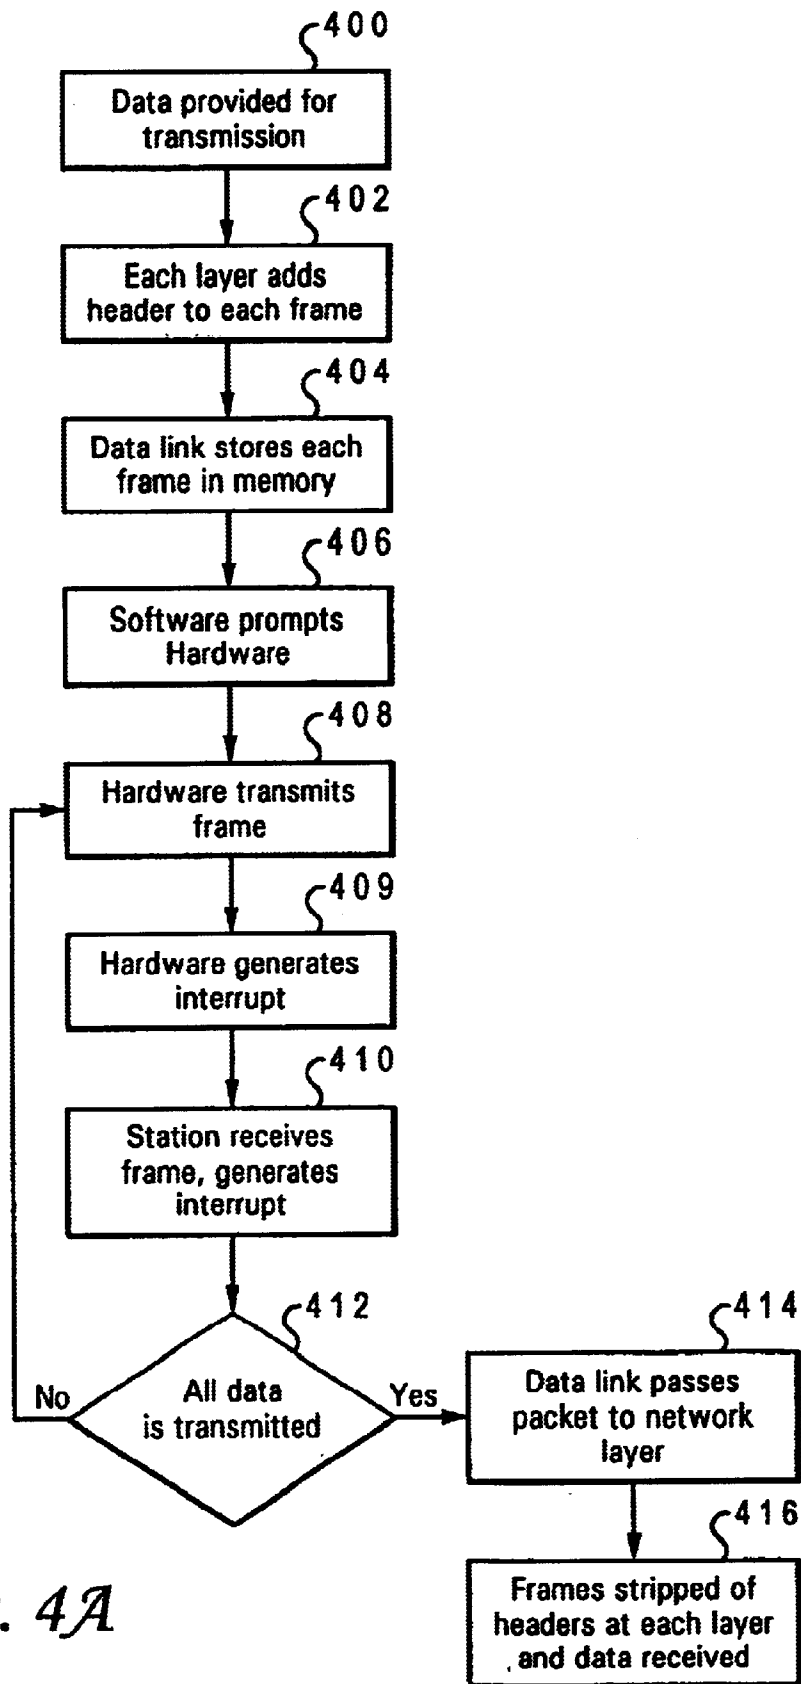 400
Data provided for
transmission
402
Each layer adds
header to each frame
404
Data link stores each
frame in memory
406
Software prompts
Hardware
408
Hardware transmits
frame
409
Hardware generates
interrupt
410
Station receives
frame, generates
interrupt
412
All data
is transmitted
No
Yes
414
Data link passes
packet to network
layer
416
Frames stripped of
headers at each layer
and data received
. 4A